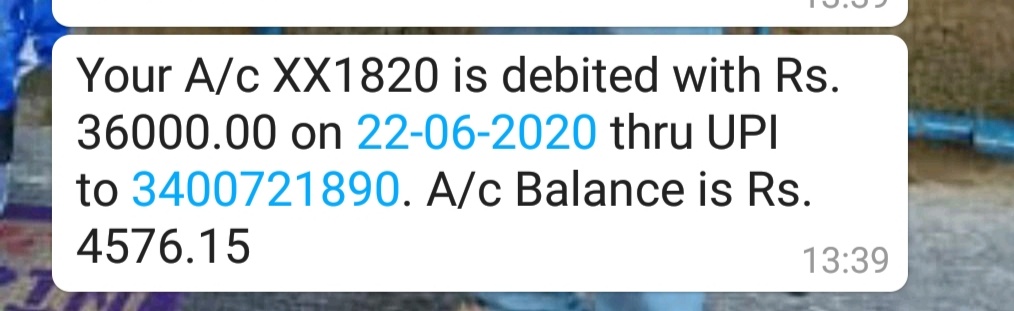 Your A/c XX1820 is debited with Rs.
36000.00 on 22-06-2020 thru UPI
to 3400721890. A/c Balance is Rs.
4576.15
13:39